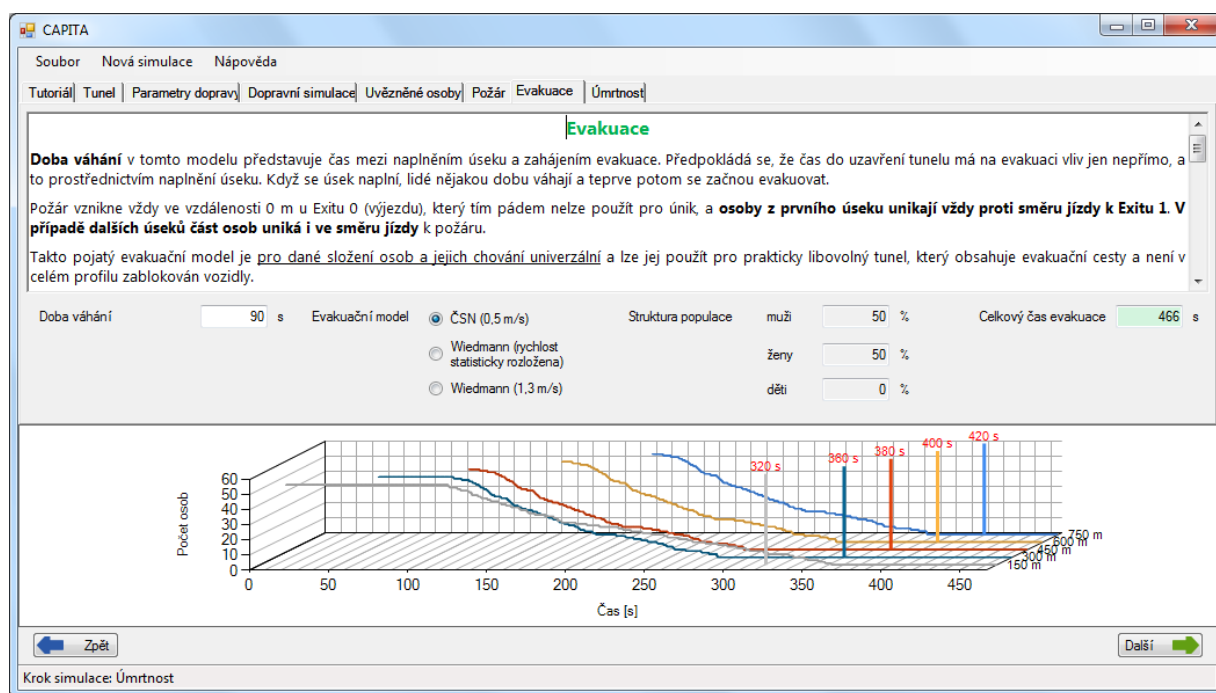 CAPITA
Soubor Nová simulace Nápověda
Tutoriál Tunel Parametry dopravy Dopravní simulace Uvězněné osoby Požár Evakuace Úmrtnost
Evakuace
Doba váhání v tomto modelu představuje čas mezi naplněním úseku a zahájením evakuace. Předpokládá se, že čas do uzavření tunelu má na evakuaci vliv jen nepřímo, a
to prostřednictvím naplnění úseku. Když se úsek naplní, lidé nějakou dobu váhají a teprve potom se začnou evakuovat.
Požár vznikne vždy ve vzdálenosti 0 m u Exitu 0 (výjezdu), který tím pádem nelze použít pro únik, a osoby z prvního úseku unikají vždy proti směru jízdy k Exitu 1. V
případě dalších úseků část osob uniká i ve směru jízdy k požáru.
Takto pojatý evakuační model je pro dané složení osob a jejich chování univerzální a lze jej použít pro prakticky libovolný tunel, který obsahuje evakuační cesty a není v
celém profilu zablokován vozidly.
Doba váhání 90 s Evakuační model ČSN (0,5 m/s) Struktura populace muži 50 % Celkový čas evakuace 466 s
Wiedmann (rychlost
statisticky rozložena) ženy 50 %
Wiedmann (1,3 m/s) děti 0 %
320 s 360 s 380 s 400 s 420 s
Počet osob
60
50
40
30
20
10
0
750 m
600 m
450 m
300 m
150 m
0 50 100 150 200 250 300 350 400 450
Čas [s]
Zpět Další
Krok simulace: Úmrtnost